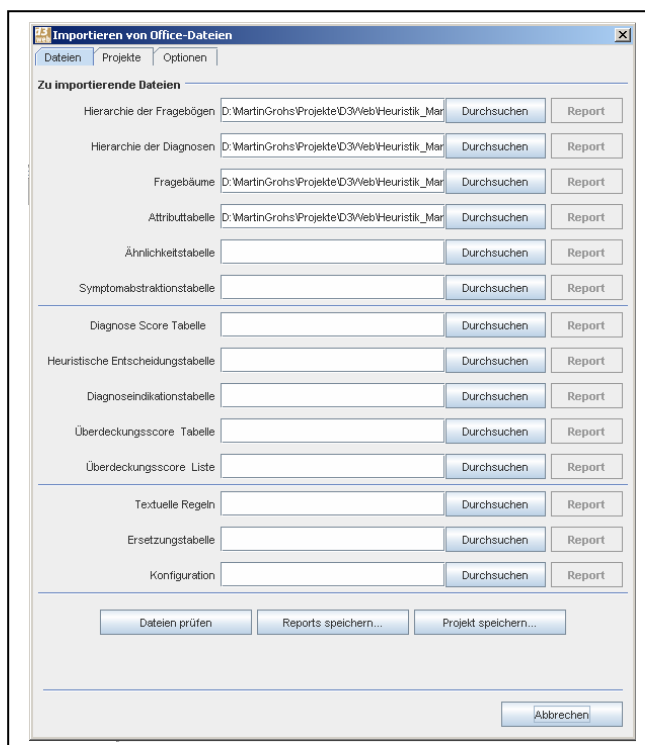 d3 web Importieren von Office-Dateien
Dateien Projekte Optionen
Zu importierende Dateien
Hierarchie der Fragebögen D:\MartinGrohs\Projekte\D3Web\Heuristik_Mar Durchsuchen Report
Hierarchie der Diagnosen D:\MartinGrohs\Projekte\D3Web\Heuristik_Mar Durchsuchen Report
Fragebäume D:\MartinGrohs\Projekte\D3Web\Heuristik_Mar Durchsuchen Report
Attributtabelle D:\MartinGrohs\Projekte\D3Web\Heuristik_Mar Durchsuchen Report
Ähnlichkeitstabelle Durchsuchen Report
Symptomabstraktionstabelle Durchsuchen Report
Diagnose Score Tabelle Durchsuchen Report
Heuristische Entscheidungstabelle Durchsuchen Report
Diagnoseindikationstabelle Durchsuchen Report
Überdeckungsscore Tabelle Durchsuchen Report
Überdeckungsscore Liste Durchsuchen Report
Textuelle Regeln Durchsuchen Report
Ersetzungstabelle Durchsuchen Report
Konfiguration Durchsuchen Report
Dateien prüfen Reports speichern... Projekt speichern...
Abbrechen